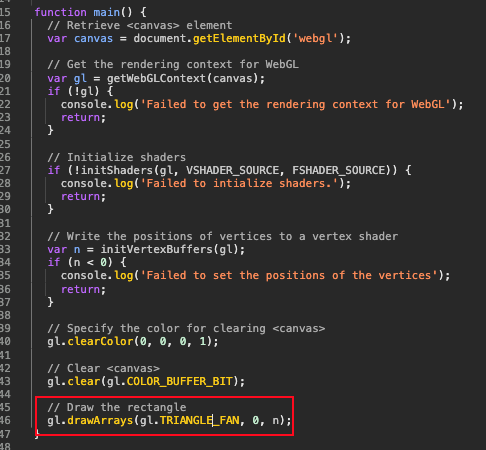 15 function main() {
16 // Retrieve <canvas> element
17 var canvas = document.getElementById('webgl');
18
19 // Get the rendering context for WebGL
20 var gl = getWebGLContext(canvas);
21 if (!gl) {
22 console.log('Failed to get the rendering context for WebGL');
23 return;
24 }
25
26 // Initialize shaders
27 if (!initShaders(gl, VSHADER_SOURCE, FSHADER_SOURCE)) {
28 console.log('Failed to intialize shaders.');
29 return;
30 }
31
32 // Write the positions of vertices to a vertex shader
33 var n = initVertexBuffers(gl);
34 if (n < 0) {
35 console.log('Failed to set the positions of the vertices');
36 return;
37 }
38
39 // Specify the color for clearing <canvas>
40 gl.clearColor(0, 0, 0, 1);
41
42 // Clear <canvas>
43 gl.clear(gl.COLOR_BUFFER_BIT);
44
45 // Draw the rectangle
46 gl.drawArrays(gl.TRIANGLE_FAN, 0, n);
47 }